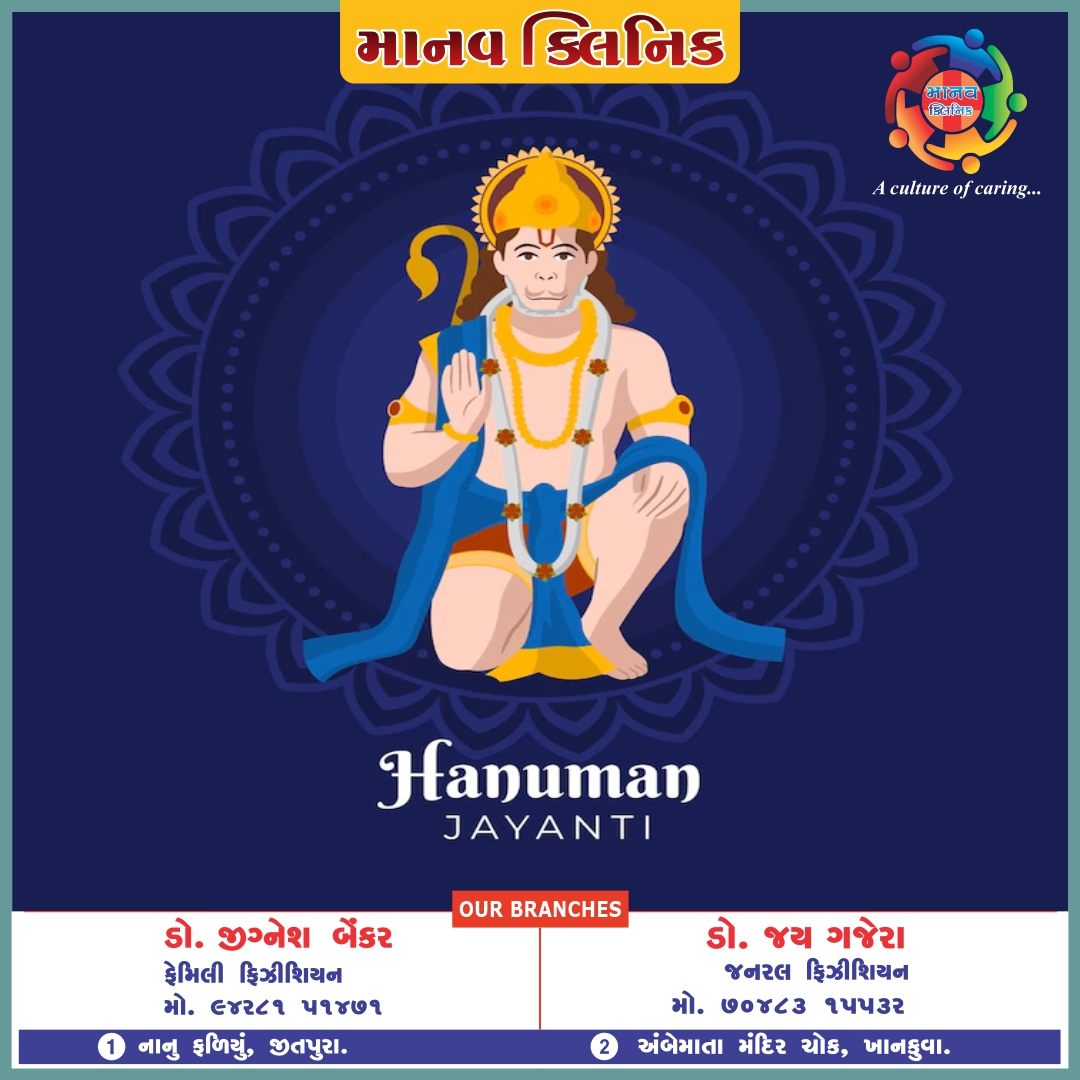 માનવ ક્લિનિક
માનવ
ક્લિનિક
A culture of caring...
Hanuman
JAYANTI
OUR BRANCHES
ડો. જીગ્નેશ બેંકર
ફેમિલી ફિઝીશિયન
મો. ૯૪૨૮૧ ૫૧૪૭૧
ડો. જય ગજેરા
જનરલ ફિઝીશિયન
મો. ૭૦૪૮૩ ૧૫૫૩૨
1 નાનુ ફળિયું, જીતપુરા.
2 અંબેમાતા મંદિર ચોક, ખાનકુવા.